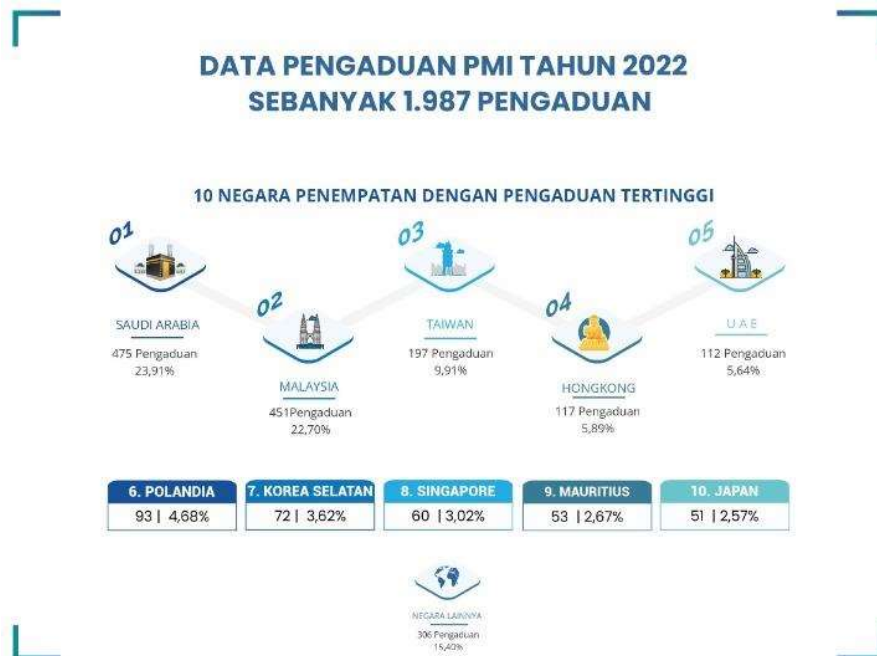 DATA PENGADUAN PMI TAHUN 2022
SEBANYAK 1.987 PENGADUAN
10 NEGARA PENEMPATAN DENGAN PENGADUAN TERTINGGI
01
SAUDI ARABIA
475 Pengaduan
23,91%
02
MALAYSIA
451Pengaduan
22,70%
03
TAIWAN
197 Pengaduan
9,91%
04
HONGKONG
117 Pengaduan
5,89%
05
U A E
112 Pengaduan
5,64%
6. POLANDIA
93 | 4,68%
7. KOREA SELATAN
72 | 3,62%
8. SINGAPORE
60 | 3,02%
9. MAURITIUS
53 | 2,67%
10. JAPAN
51 | 2,57%
NEGARA LAINNYA
306 Pengaduan
15,40%